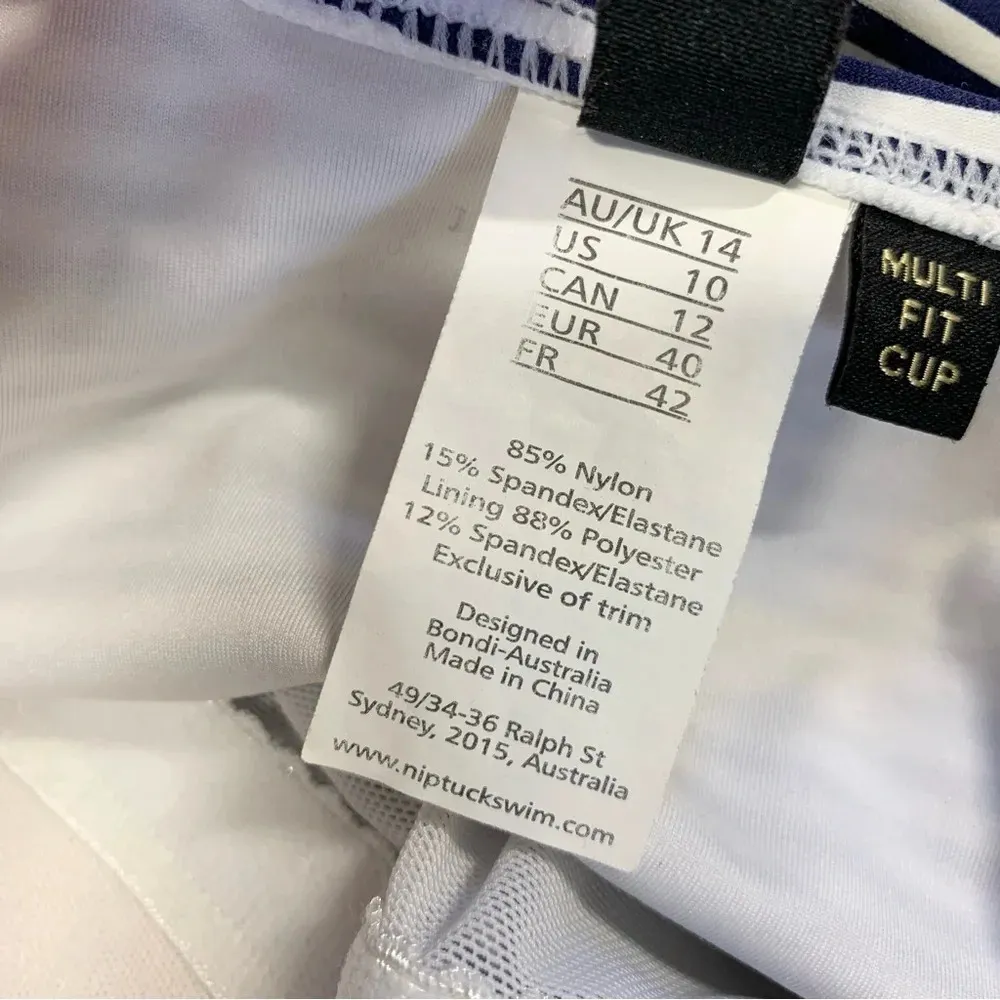 AU/UK 14
US 10
CAN 12
EUR 40
FR 42
85% Nylon
15% Spandex/Elastane
Lining 88% Polyester
12% Spandex/Elastane
Exclusive of trim
Designed in
Bondi-Australia
Made in China
49/34-36 Ralph St
Sydney, 2015, Australia
www.niptuckswim.com
MULTI
FIT
CUP